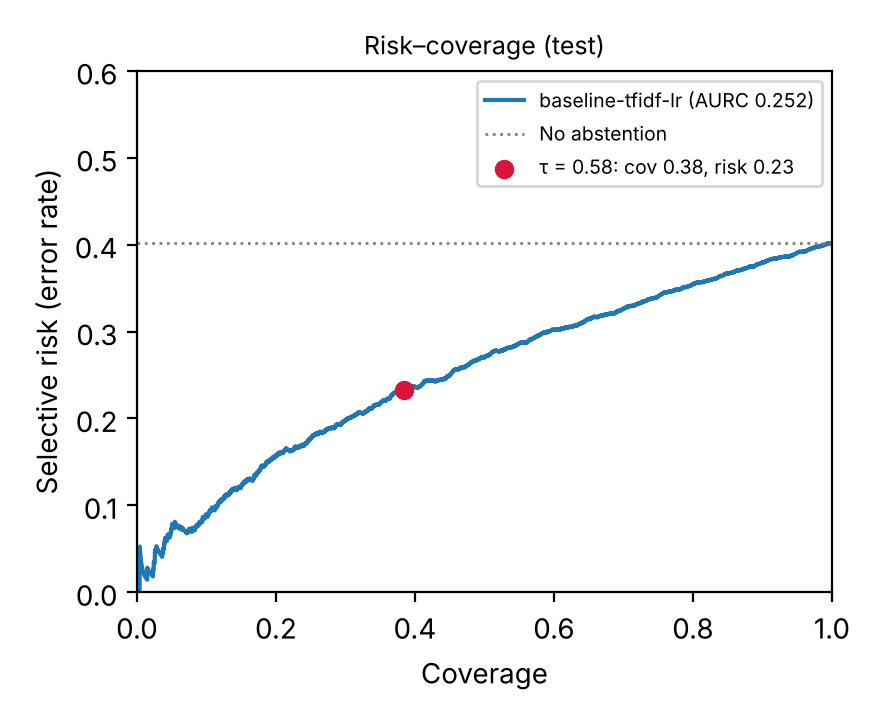 Risk–coverage (test)
baseline-tfidf-lr (AURC 0.252)
No abstention
τ = 0.58: cov 0.38, risk 0.23
Selective risk (error rate)
0.6
0.5
0.4
0.3
0.2
0.1
0.0
0.0 0.2 0.4 0.6 0.8 1.0
Coverage